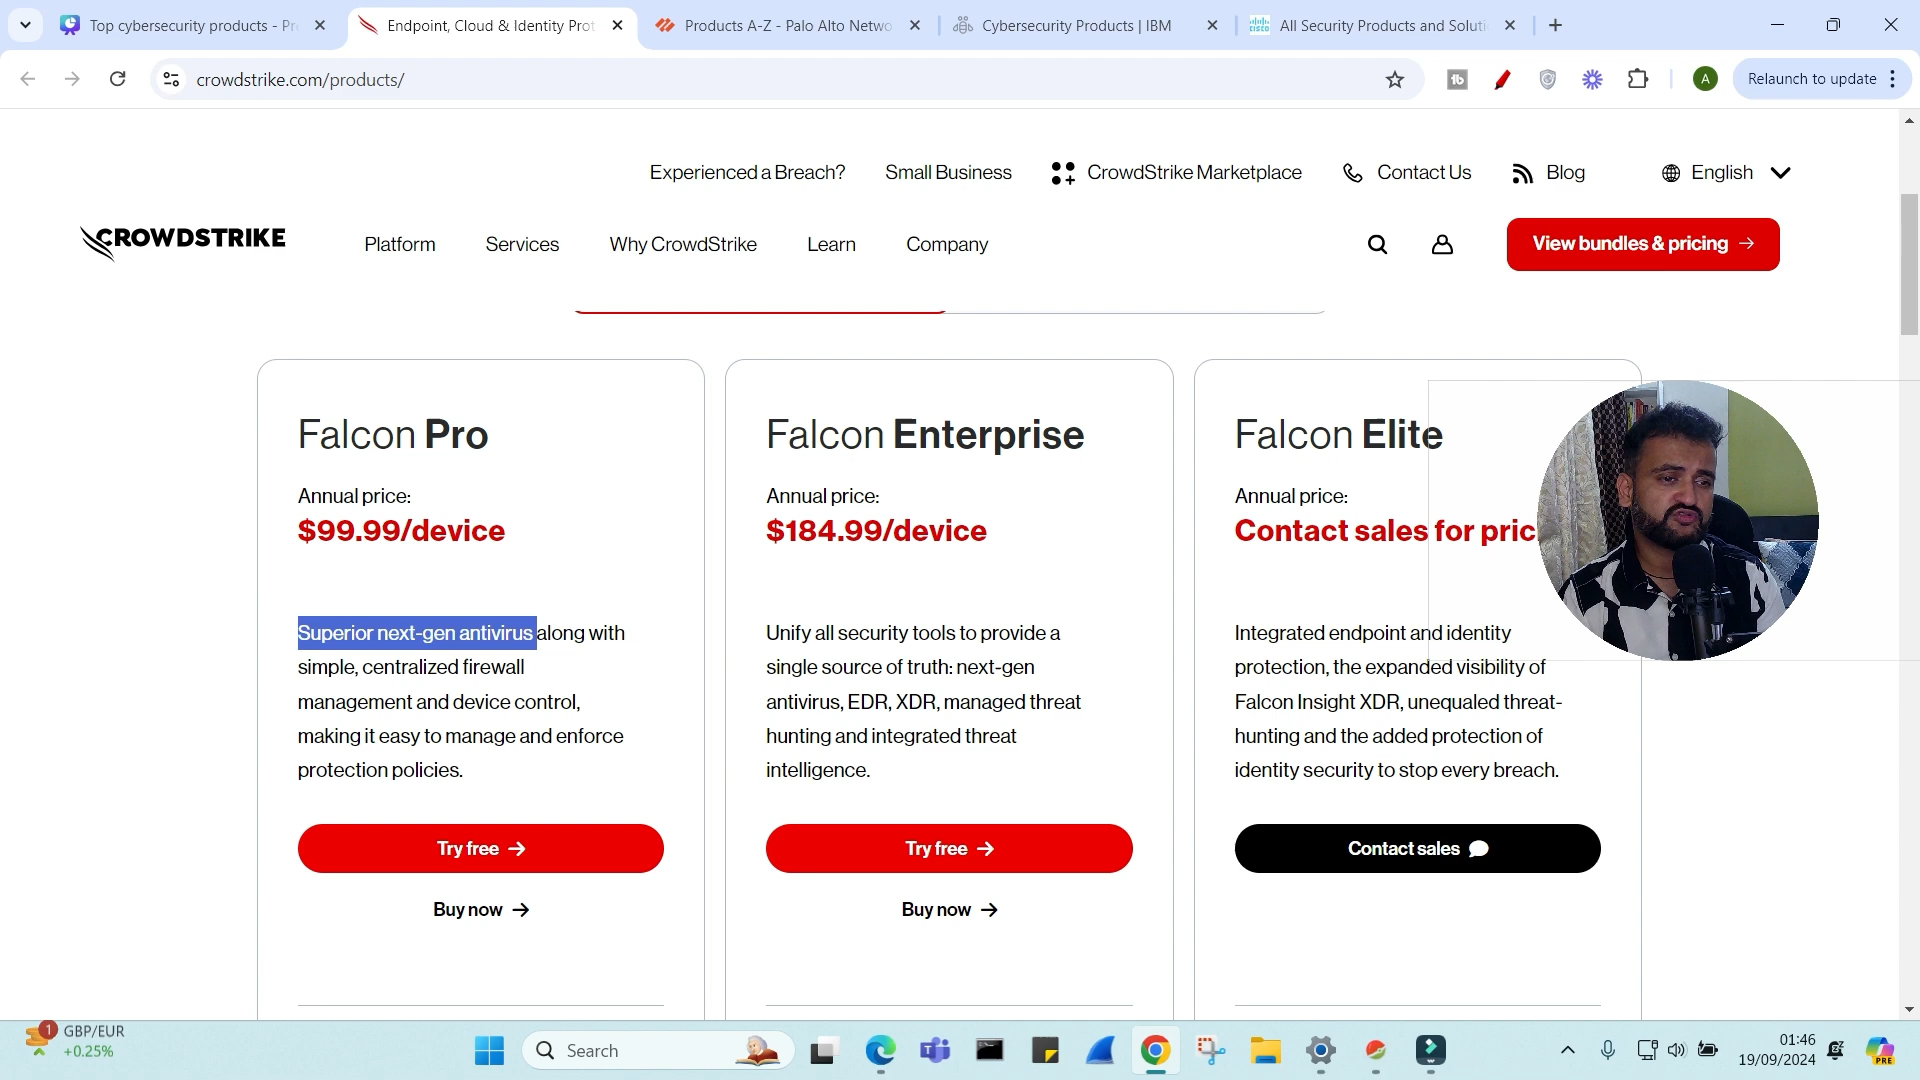 Top cybersecurity products - Pr
Endpoint, Cloud & Identity Prot
Products A-Z - Palo Alto Netwo
Cybersecurity Products | IBM
CISCO
All Security Products and Soluti
crowdstrike.com/products/
A
Relaunch to update
Experienced a Breach?
Small Business
CrowdStrike Marketplace
Contact Us
Blog
English
CROWDSTRIKE
Platform
Services
Why CrowdStrike
Learn
Company
View bundles & pricing →
Falcon Pro
Annual price:
$99.99/device
Superior next-gen antivirus along with
simple, centralized firewall
management and device control,
making it easy to manage and enforce
protection policies.
Try free →
Buy now →
Falcon Enterprise
Annual price:
$184.99/device
Unify all security tools to provide a
single source of truth: next-gen
antivirus, EDR, XDR, managed threat
hunting and integrated threat
intelligence.
Try free →
Buy now →
Falcon Elite
Annual price:
Contact sales for pric
Integrated endpoint and identity
protection, the expanded visibility of
Falcon Insight XDR, unequaled threat-
hunting and the added protection of
identity security to stop every breach.
Contact sales
1
GBP/EUR
+0.25%
Search
PRE
01:46
19/09/2024